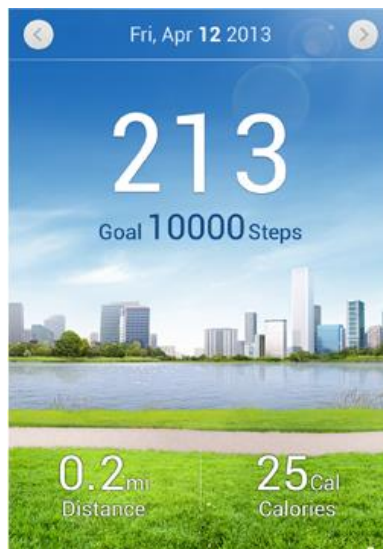 Fri, Apr 12 2013
213
Goal 10000 Steps
0.2mi 25Cal
Distance Calories